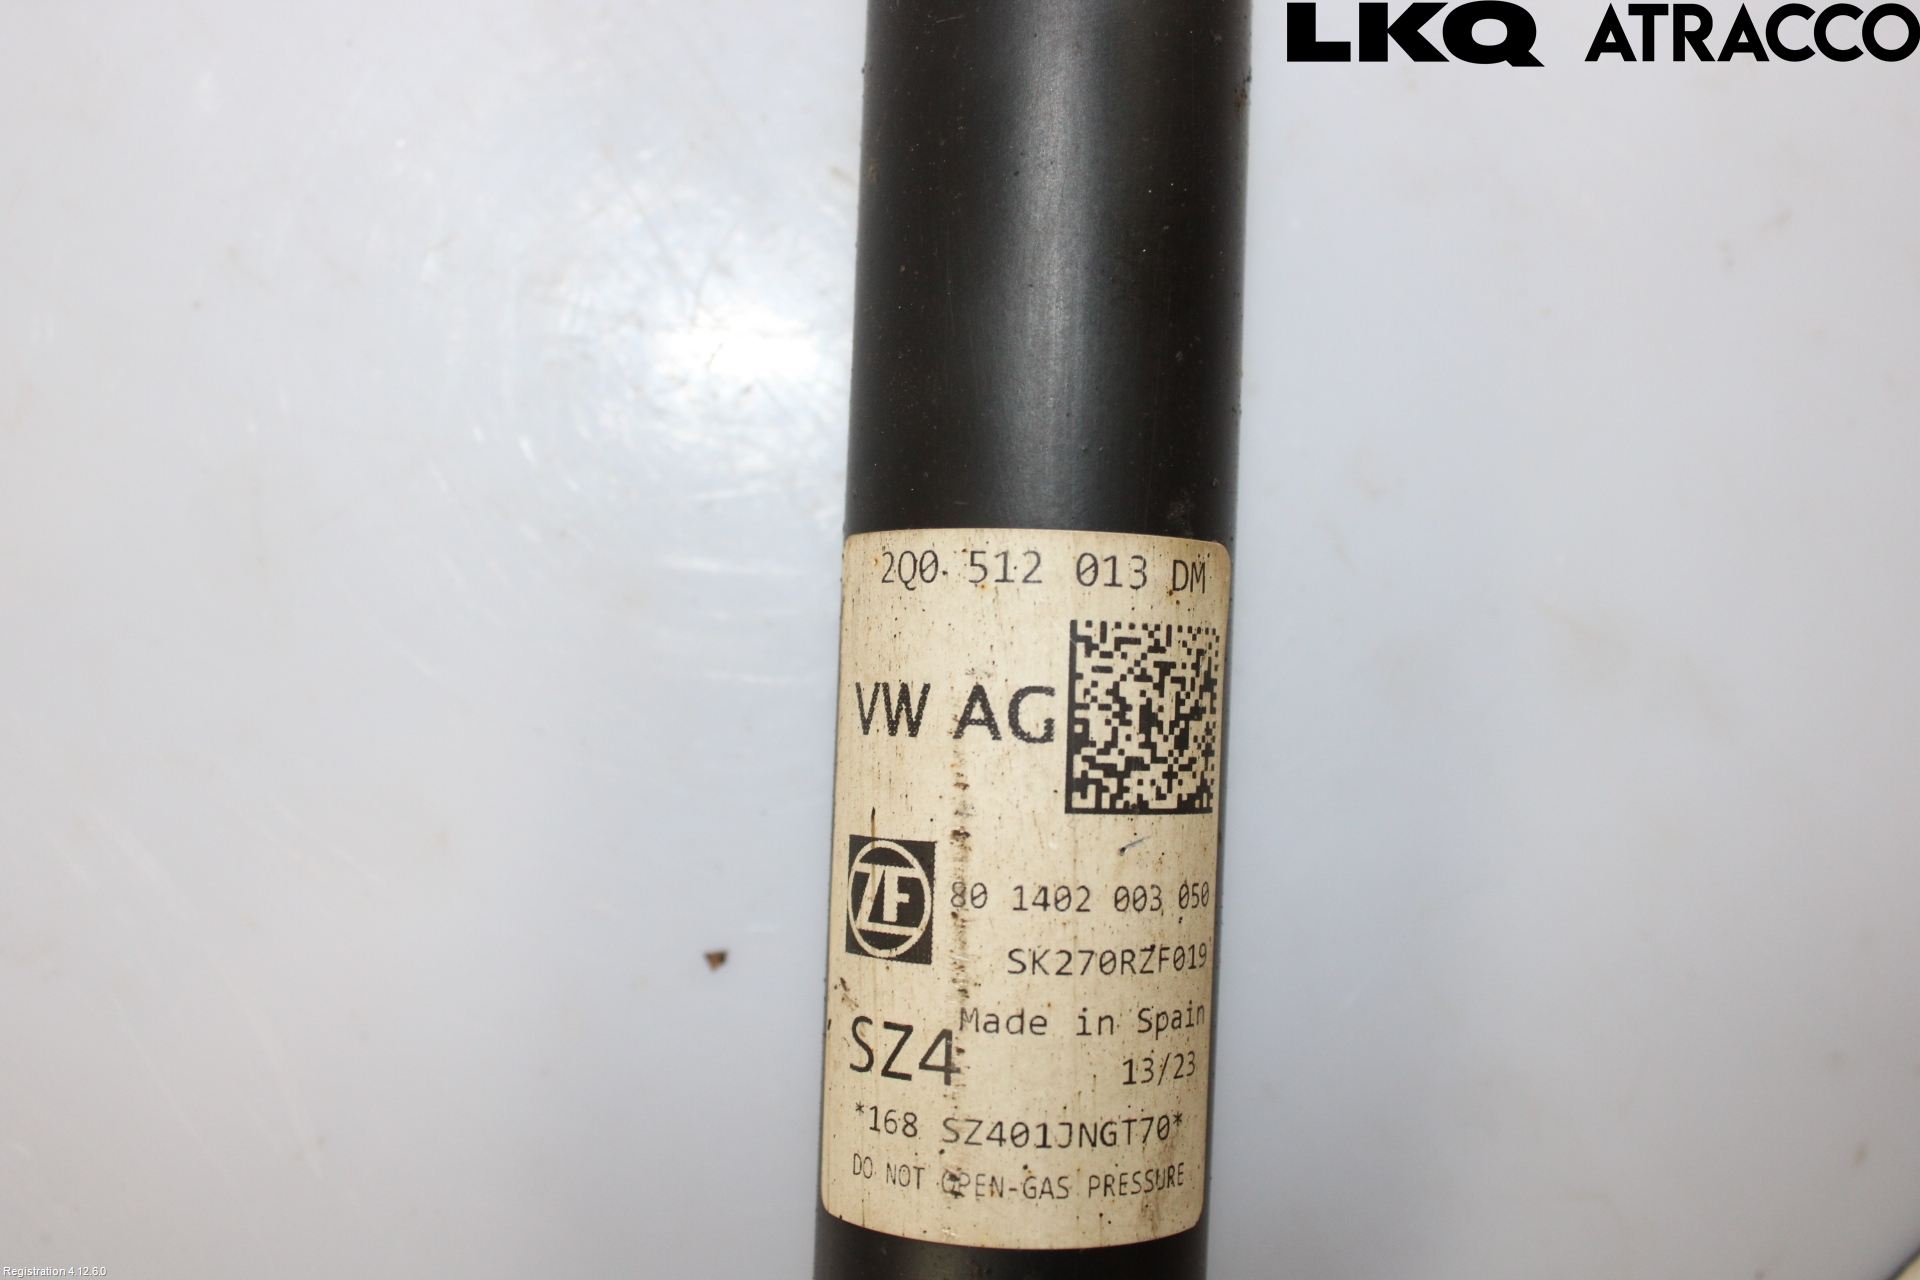 LKQ ATRACCO
2Q0 512 013 DM
VW AG
ZF
80 1402 003 050
SK270RZF019
Made in Spain
SZ4
13/23
*168 SZ401JNGT70*
DO NOT OPEN-GAS PRESSURE
Registration 4.12.6.0